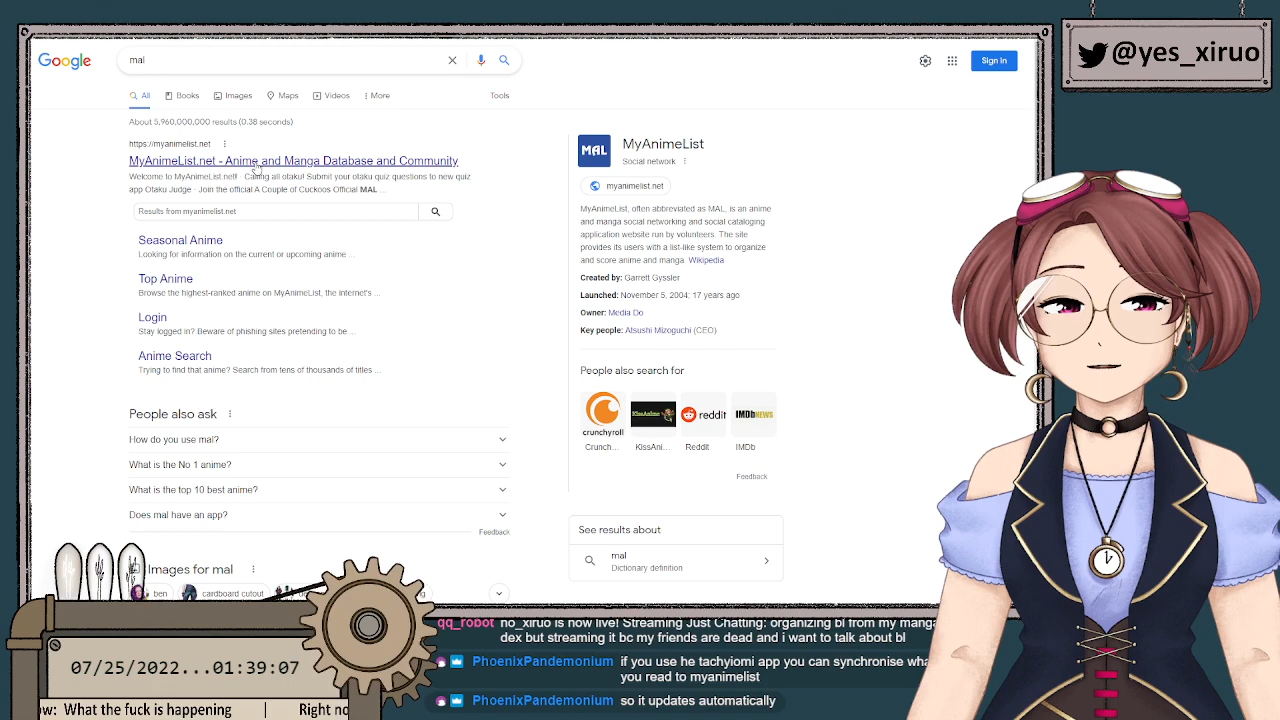 @yes_xiruo
Google
mal
Sign in
All
Books
Images
Maps
Videos
More
Tools
About 5,960,000,000 results (0.38 seconds)
https://myanimelist.net
MyAnimeList.net - Anime and Manga Database and Community
Welcome to MyAnimeList.net! · Calling all otaku! Submit your otaku quiz questions to new quiz
app Otaku Judge · Join the official A Couple of Cuckoos Official MAL ...
Results from myanimelist.net
Seasonal Anime
Looking for information on the current or upcoming anime ...
Top Anime
Browse the highest-ranked anime on MyAnimeList, the internet's ...
Login
Stay logged in? Beware of phishing sites pretending to be ...
Anime Search
Trying to find that anime? Search from tens of thousands of titles ...
People also ask
How do you use mal?
What is the No 1 anime?
What is the top 10 best anime?
Does mal have an app?
Feedback
Images for mal
ben
cardboard cutout
MAL
MyAnimeList
Social network
myanimelist.net
MyAnimeList, often abbreviated as MAL, is an anime
and manga social networking and social cataloging
application website run by volunteers. The site
provides its users with a list-like system to organize
and score anime and manga. Wikipedia
Created by: Garrett Gyssler
Launched: November 5, 2004; 17 years ago
Owner: Media Do
Key people: Atsushi Mizoguchi (CEO)
People also search for
crunchyroll
KissAnime
reddit
IMDbNEWS
Crunch...
KissAni...
Reddit
IMDb
Feedback
See results about
mal
Dictionary definition
07/25/2022...01:39:07
ow: What the fuck is happening | Right no
qq_robot no_xiruo is now live! Streaming Just Chatting: organizing bl from my manga
dex but streaming it bc my friends are dead and i want to talk about bl
PhoenixPandemonium if you use he tachyiomi app you can synchronise wha
you read to myanimelist
PhoenixPandemonium so it updates automatically